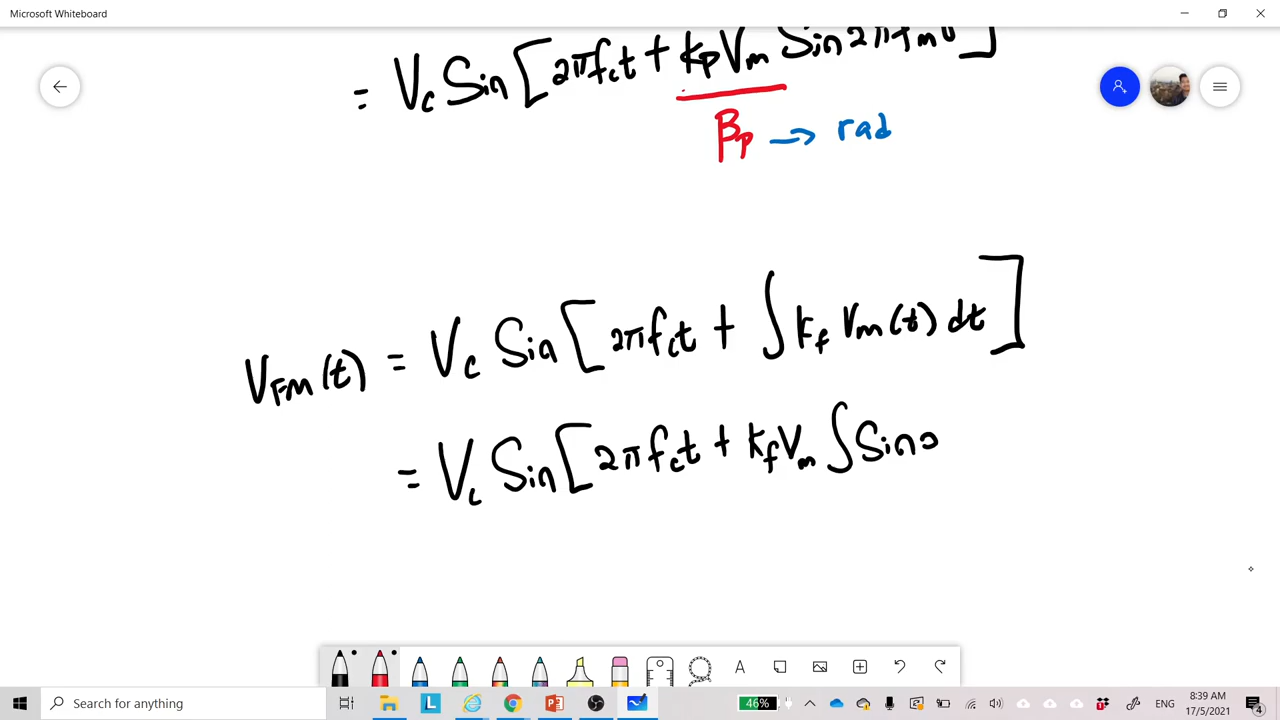 Microsoft Whiteboard
= Vc Sin [2πfct + kpVm Sin 2πfmt]
βp → rad
VFM(t) = Vc Sin [2πfct + ∫ kf Vm(t) dt]
= Vc Sin [2πfct + kfVm ∫ Sin
A
Search for anything
L
46%
ENG
8:39 AM
17/5/2021
4